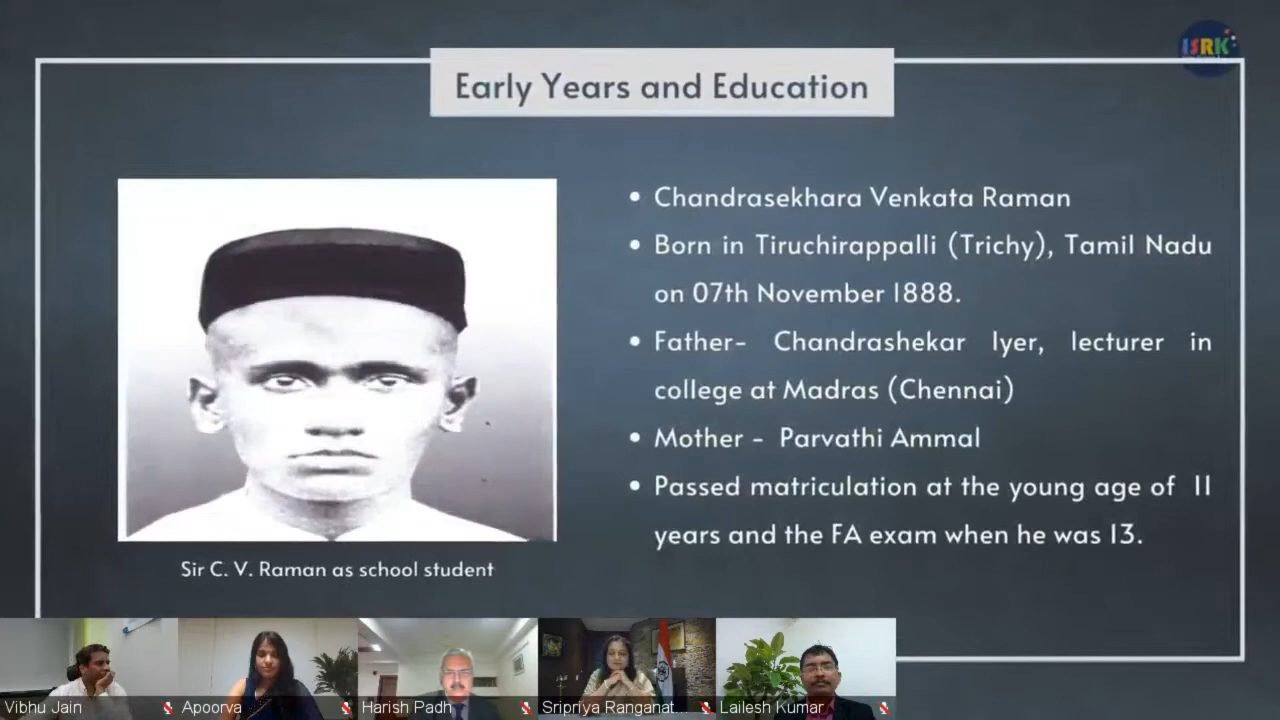 ISRK
Early Years and Education
• Chandrasekhara Venkata Raman
• Born in Tiruchirappalli (Trichy), Tamil Nadu
on 07th November 1888.
• Father- Chandrashekar Iyer, lecturer in
college at Madras (Chennai)
• Mother - Parvathi Ammal
• Passed matriculation at the young age of 11
years and the FA exam when he was 13.
Sir C. V. Raman as school student
Vibhu Jain
Apoorva
Harish Padh
Sripriya Ranganat...
Lailesh Kumar